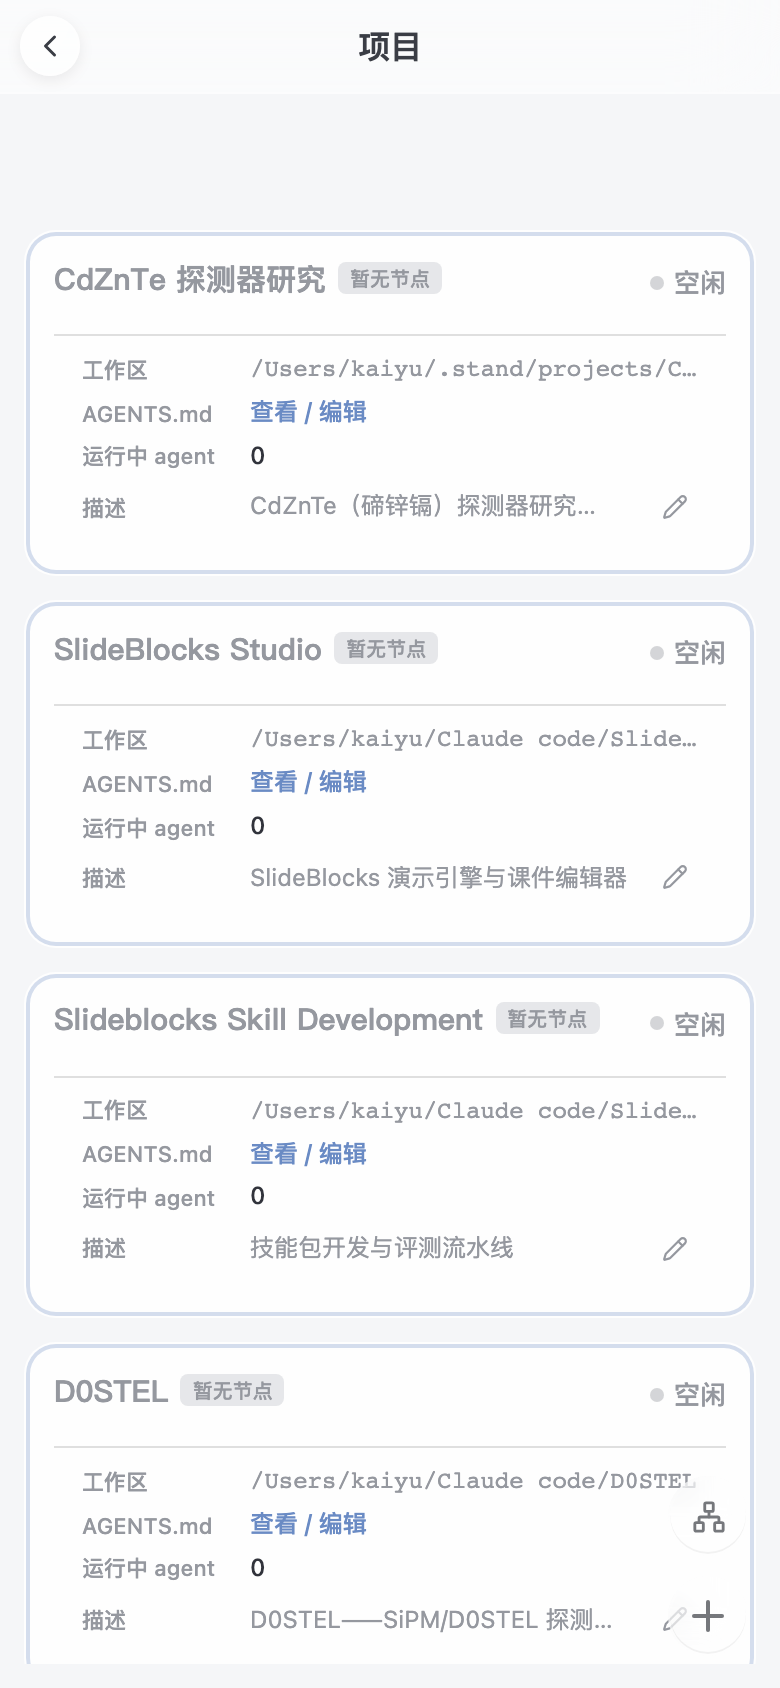 项目
CdZnTe 探测器研究 暂无节点 空闲
工作区 /Users/kaiyu/.stand/projects/C…
AGENTS.md 查看 / 编辑
运行中 agent 0
描述 CdZnTe（碲锌镉）探测器研究...
SlideBlocks Studio 暂无节点 空闲
工作区 /Users/kaiyu/Claude code/Slide…
AGENTS.md 查看 / 编辑
运行中 agent 0
描述 SlideBlocks 演示引擎与课件编辑器
Slideblocks Skill Development 暂无节点 空闲
工作区 /Users/kaiyu/Claude code/Slide…
AGENTS.md 查看 / 编辑
运行中 agent 0
描述 技能包开发与评测流水线
D0STEL 暂无节点 空闲
工作区 /Users/kaiyu/Claude code/D0STEL
AGENTS.md 查看 / 编辑
运行中 agent 0
描述 D0STEL——SiPM/D0STEL 探测...